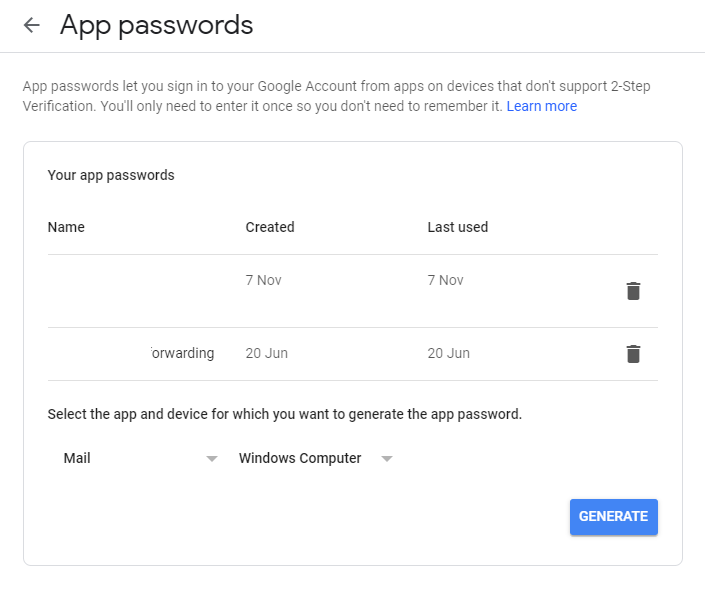 App passwords
App passwords let you sign in to your Google Account from apps on devices that don't support 2-Step
Verification. You'll only need to enter it once so you don't need to remember it. Learn more
Your app passwords
Name Created Last used
7 Nov 7 Nov
forwarding 20 Jun 20 Jun
Select the app and device for which you want to generate the app password.
Mail Windows Computer
GENERATE